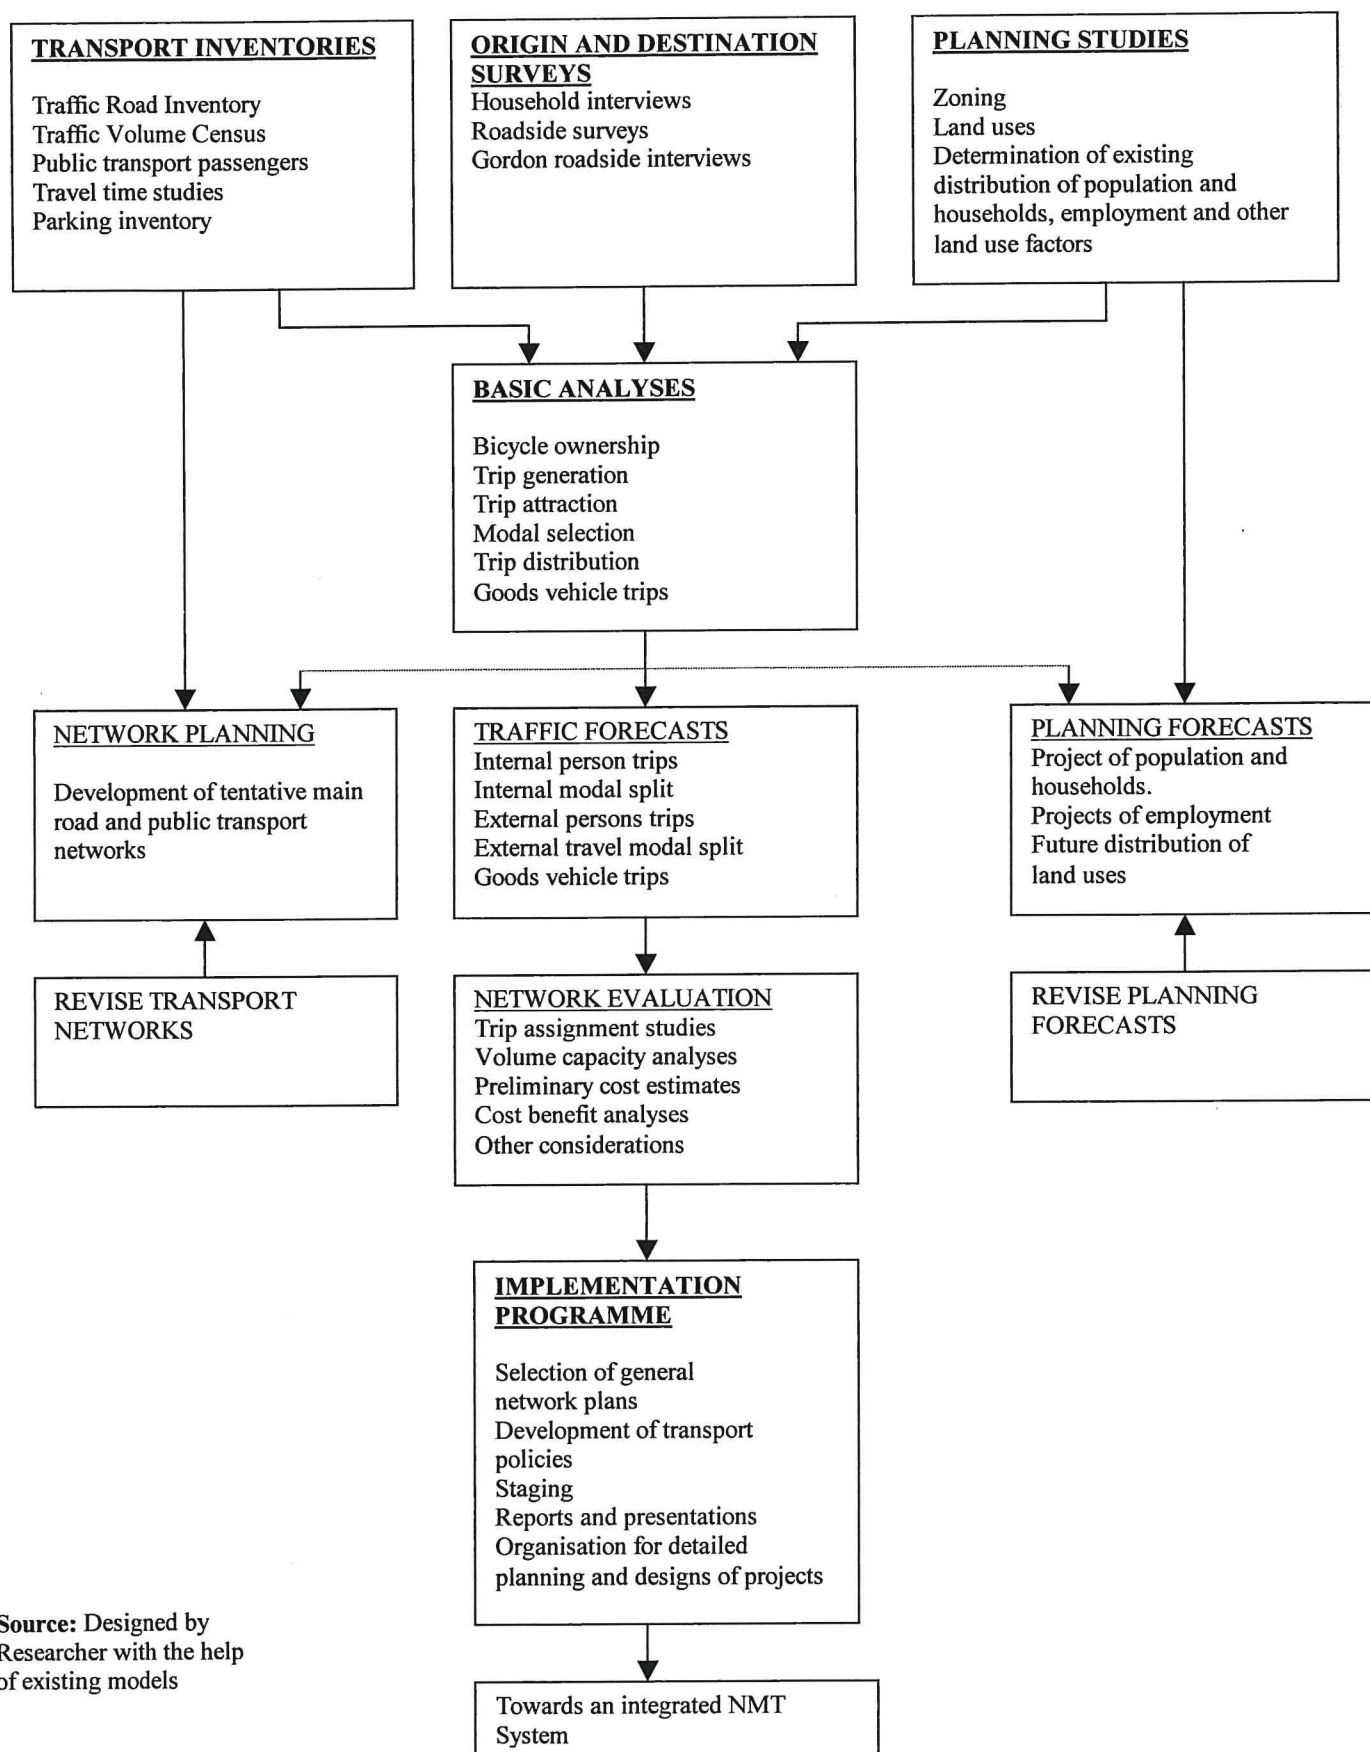 TRANSPORT INVENTORIES
Traffic Road Inventory
Traffic Volume Census
Public transport passengers
Travel time studies
Parking inventory
ORIGIN AND DESTINATION
SURVEYS
Household interviews
Roadside surveys
Gordon roadside interviews
PLANNING STUDIES
Zoning
Land uses
Determination of existing
distribution of population and
households, employment and other
land use factors
BASIC ANALYSES
Bicycle ownership
Trip generation
Trip attraction
Modal selection
Trip distribution
Goods vehicle trips
NETWORK PLANNING
Development of tentative main
road and public transport
networks
TRAFFIC FORECASTS
Internal person trips
Internal modal split
External persons trips
External travel modal split
Goods vehicle trips
PLANNING FORECASTS
Project of population and
households.
Projects of employment
Future distribution of
land uses
REVISE TRANSPORT
NETWORKS
NETWORK EVALUATION
Trip assignment studies
Volume capacity analyses
Preliminary cost estimates
Cost benefit analyses
Other considerations
REVISE PLANNING
FORECASTS
IMPLEMENTATION
PROGRAMME
Selection of general
network plans
Development of transport
policies
Staging
Reports and presentations
Organisation for detailed
planning and designs of projects
Source: Designed by
Researcher with the help
of existing models
Towards an integrated NMT
System